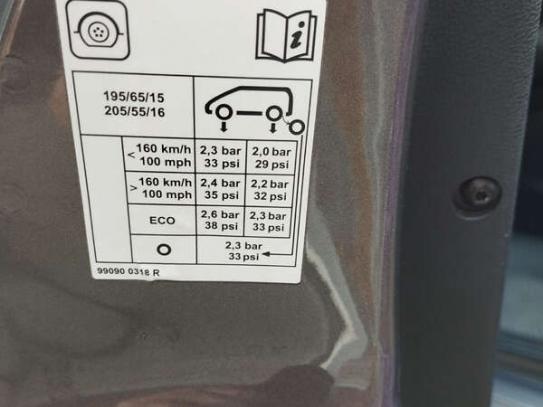 195/65/15
205/55/16
< 160 km/h 2,3 bar 2,0 bar
100 mph 33 psi 29 psi
> 160 km/h 2,4 bar 2,2 bar
100 mph 35 psi 32 psi
ECO 2,6 bar 2,3 bar
38 psi 33 psi
2,3 bar
33 psi
99090 0318 R